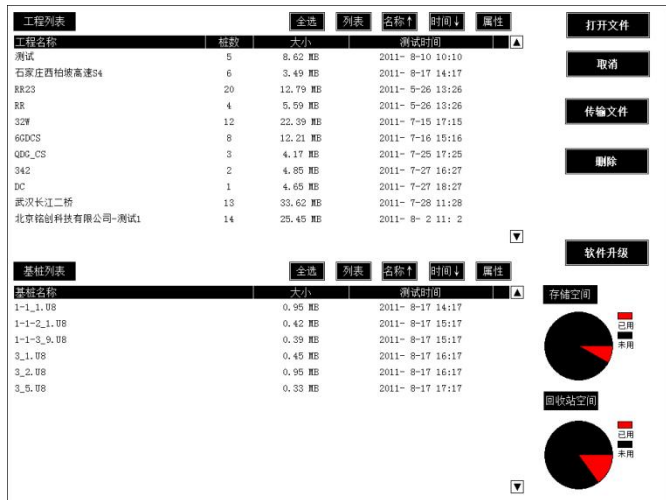 工程列表 全选 列表 名称↑ 时间↓ 属性 打开文件
工程名称 桩数 大小 测试时间
测试 5 8.62 MB 2011- 8-10 10:10
石家庄西柏坡高速S4 6 3.49 MB 2011- 8-17 14:17
取消
RR23 20 12.79 MB 2011- 5-26 13:26
RR 4 5.59 MB 2011- 5-26 13:26
传输文件
32W 12 22.39 MB 2011- 7-15 17:15
6GDCS 8 12.21 MB 2011- 7-16 15:16
QDG_CS 3 4.17 MB 2011- 7-25 17:25
删除
342 2 4.85 MB 2011- 7-27 16:27
DC 1 4.65 MB 2011- 7-27 18:27
武汉长江二桥 13 33.62 MB 2011- 7-28 11:28
北京铭创科技有限公司-测试1 14 25.45 MB 2011- 8- 2 11: 2
软件升级
基桩列表 全选 列表 名称↑ 时间↓ 属性
基桩名称 大小 测试时间
存储空间
1-1_1.U8 0.95 MB 2011- 8-17 14:17
1-1-2_1.U8 0.42 MB 2011- 8-17 15:17
已用
1-1-3_9.U8 0.39 MB 2011- 8-17 15:17
未用
3_1.U8 0.45 MB 2011- 8-17 16:17
3_2.U8 0.95 MB 2011- 8-17 16:17
3_5.U8 0.33 MB 2011- 8-17 17:17
回收站空间
已用
未用